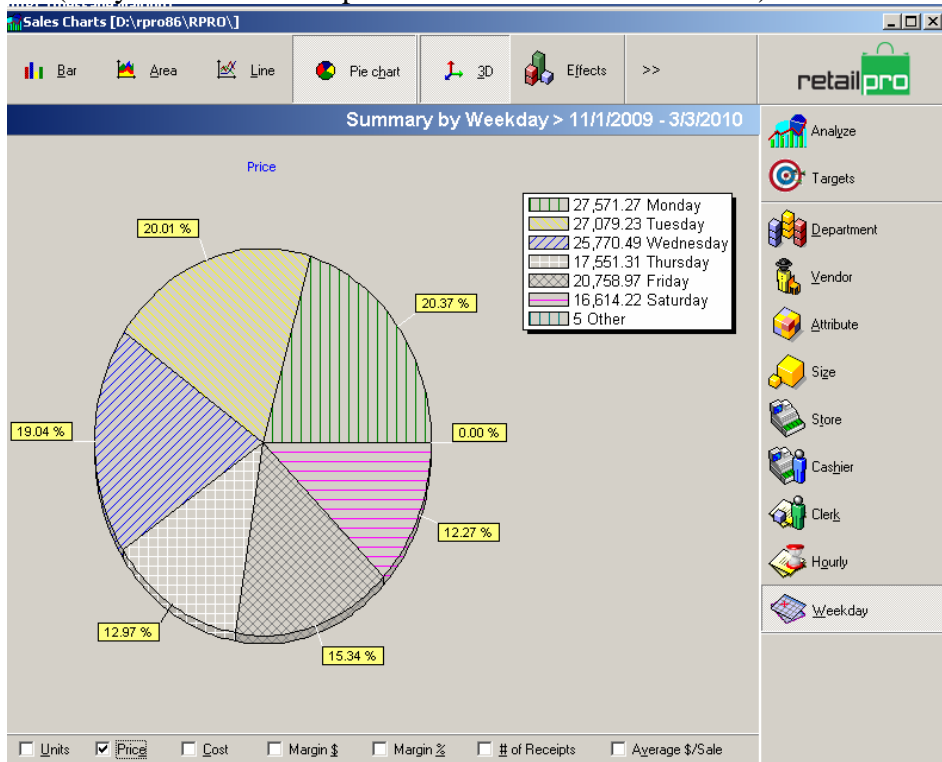 Sales Charts [D:\rpro86\RPRO\]
Bar Area Line Pie chart 3D Effects >>
retailpro
Summary by Weekday > 11/1/2009 - 3/3/2010
Price
27,571.27 Monday
27,079.23 Tuesday
25,770.49 Wednesday
17,551.31 Thursday
20,758.97 Friday
16,614.22 Saturday
5 Other
20.01 %
20.37 %
19.04 %
0.00 %
12.27 %
12.97 %
15.34 %
Analyze
Targets
Department
Vendor
Attribute
Size
Store
Cashier
Clerk
Hourly
Weekday
Units Price Cost Margin $ Margin % # of Receipts Average $/Sale